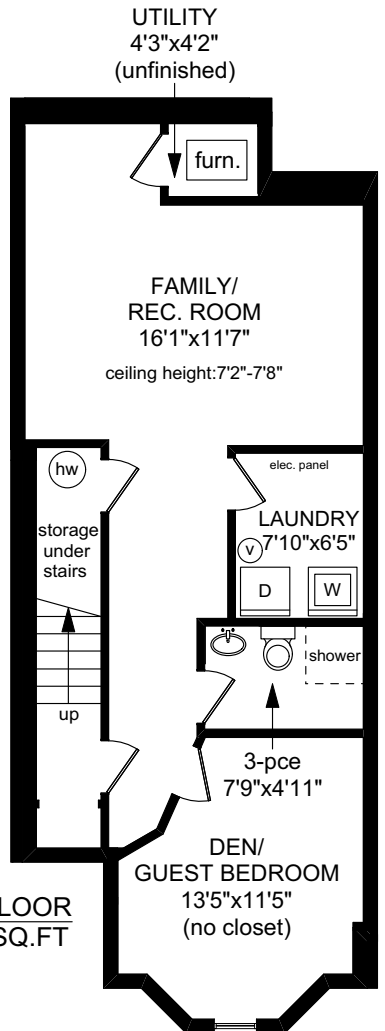 UTILITY
4'3"x4'2"
(unfinished)
furn.
FAMILY/
REC. ROOM
16'1"x11'7"
ceiling height:7'2"-7'8"
hw
elec. panel
storage
under
stairs
LAUNDRY
7'10"x6'5"
v
D
W
shower
up
3-pce
7'9"x4'11"
DEN/
GUEST BEDROOM
13'5"x11'5"
(no closet)
LOOR
SQ.FT